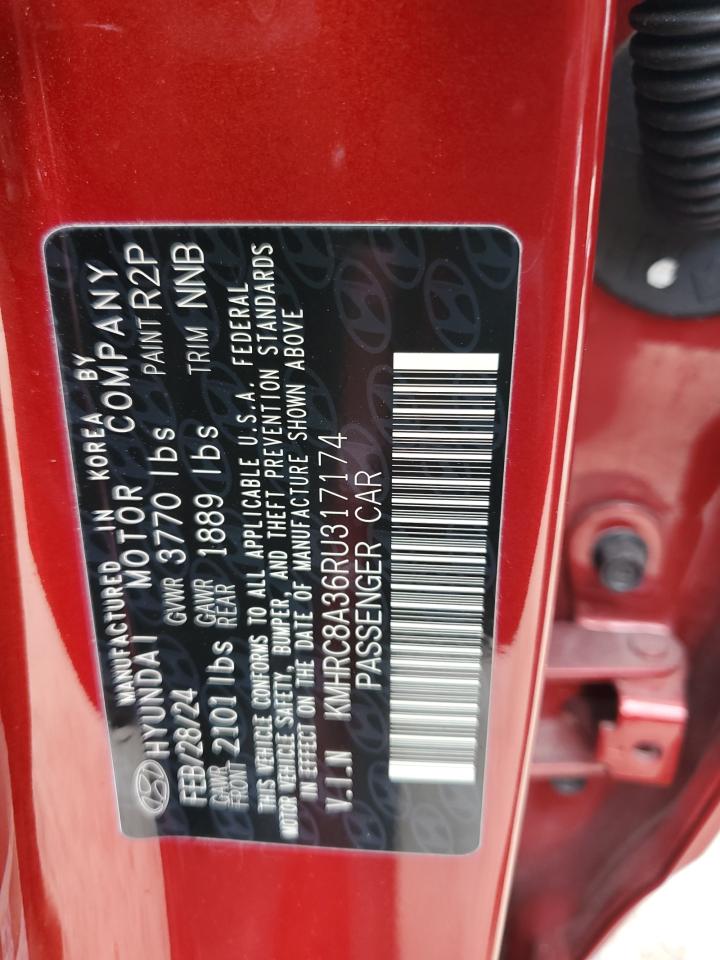 MANUFACTURED IN KOREA BY
HYUNDAI MOTOR COMPANY
FEB/28/24 GVWR 3770 lbs PAINT R2P
GAWR FRONT 2101 lbs GAWR REAR 1889 lbs TRIM NNB
THIS VEHICLE CONFORMS TO ALL APPLICABLE U.S.A. FEDERAL
MOTOR VEHICLE SAFETY, BUMPER, AND THEFT PREVENTION STANDARDS
IN EFFECT ON THE DATE OF MANUFACTURE SHOWN ABOVE
V.I.N KMHRC8A36RU317174
PASSENGER CAR